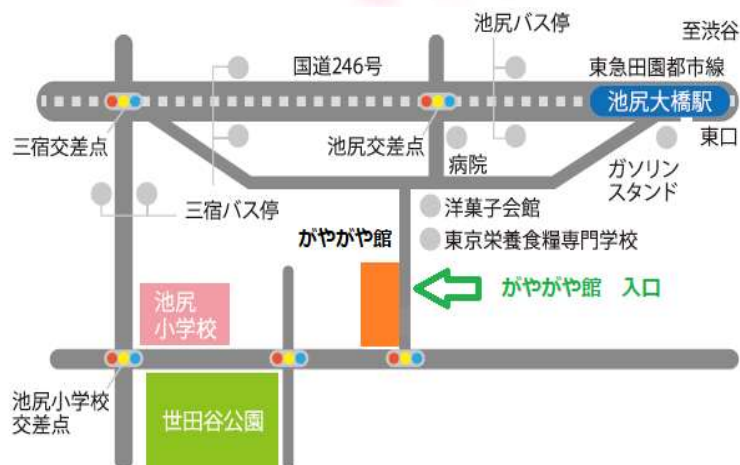 池尻バス停
至渋谷
国道246号
東急田園都市線
池尻大橋駅
三宿交差点
池尻交差点
東口
病院
ガソリン
スタンド
三宿バス停
洋菓子会館
がやがや館
東京栄養食糧専門学校
がやがや館 入口
池尻
小学校
池尻小学校
交差点
世田谷公園